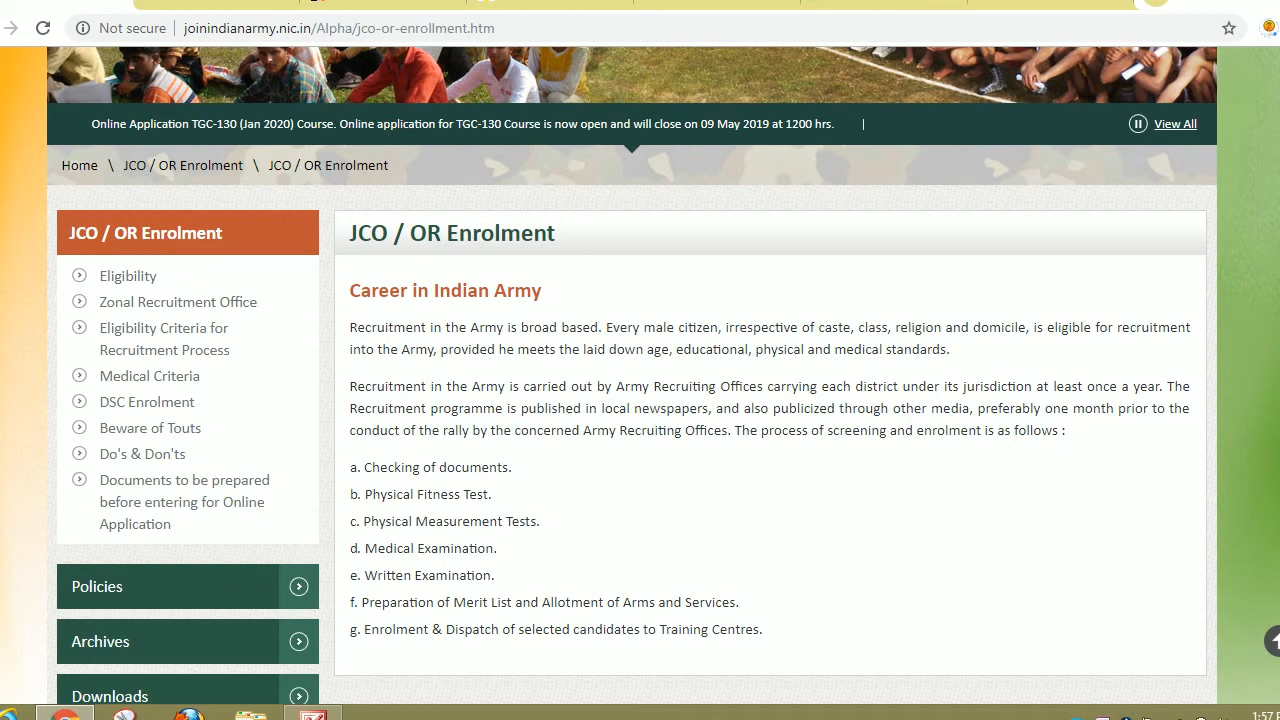 Not secure joinindianarmy.nic.in/Alpha/jco-or-enrollment.htm
Online Application TGC-130 (Jan 2020) Course. Online application for TGC-130 Course is now open and will close on 09 May 2019 at 1200 hrs. | View All
Home \ JCO / OR Enrolment \ JCO / OR Enrolment
JCO / OR Enrolment
Eligibility
Zonal Recruitment Office
Eligibility Criteria for
Recruitment Process
Medical Criteria
DSC Enrolment
Beware of Touts
Do's & Don'ts
Documents to be prepared
before entering for Online
Application
Policies
Archives
Downloads
JCO / OR Enrolment
Career in Indian Army
Recruitment in the Army is broad based. Every male citizen, irrespective of caste, class, religion and domicile, is eligible for recruitment
into the Army, provided he meets the laid down age, educational, physical and medical standards.
Recruitment in the Army is carried out by Army Recruiting Offices carrying each district under its jurisdiction at least once a year. The
Recruitment programme is published in local newspapers, and also publicized through other media, preferably one month prior to the
conduct of the rally by the concerned Army Recruiting Offices. The process of screening and enrolment is as follows :
a. Checking of documents.
b. Physical Fitness Test.
c. Physical Measurement Tests.
d. Medical Examination.
e. Written Examination.
f. Preparation of Merit List and Allotment of Arms and Services.
g. Enrolment & Dispatch of selected candidates to Training Centres.
1:57